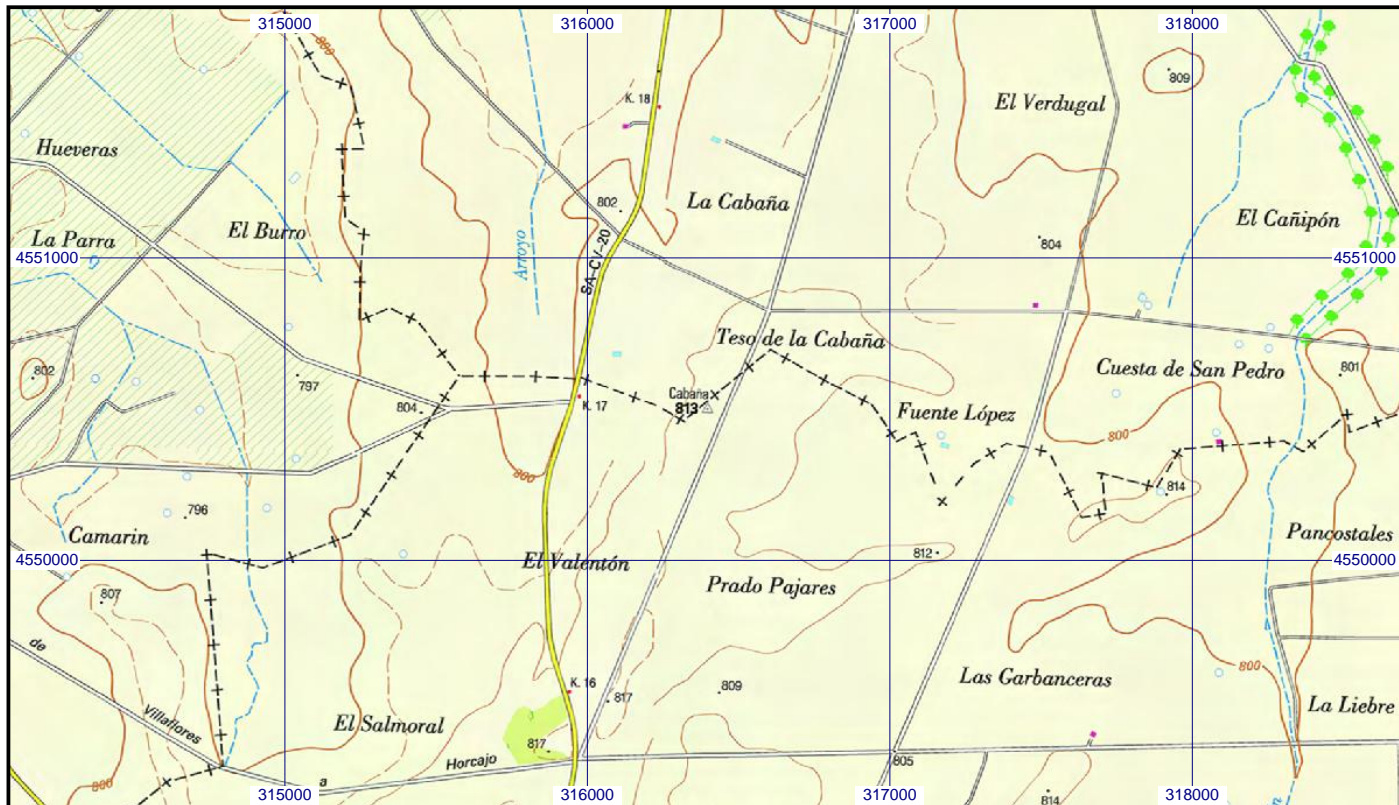 315000
316000
317000
318000
800
809
K. 18
El Verdugal
Hueveras
802
La Cabaña
El Cañipón
La Parra
El Burro
804
Arroyo
SA-CV-20
4551000
4551000
Teso de la Cabaña
802
797
Cuesta de San Pedro
801
Cabaña
813
804
K. 17
Fuente López
800
800
814
796
Camarin
Pancostales
812
4550000
El Valentón
4550000
Prado Pajares
807
de
800
Las Garbanceras
K. 16
817
809
Villaflores
El Salmoral
La Liebre
817
Horcajo
805
800
a
315000
316000
317000
318000
814